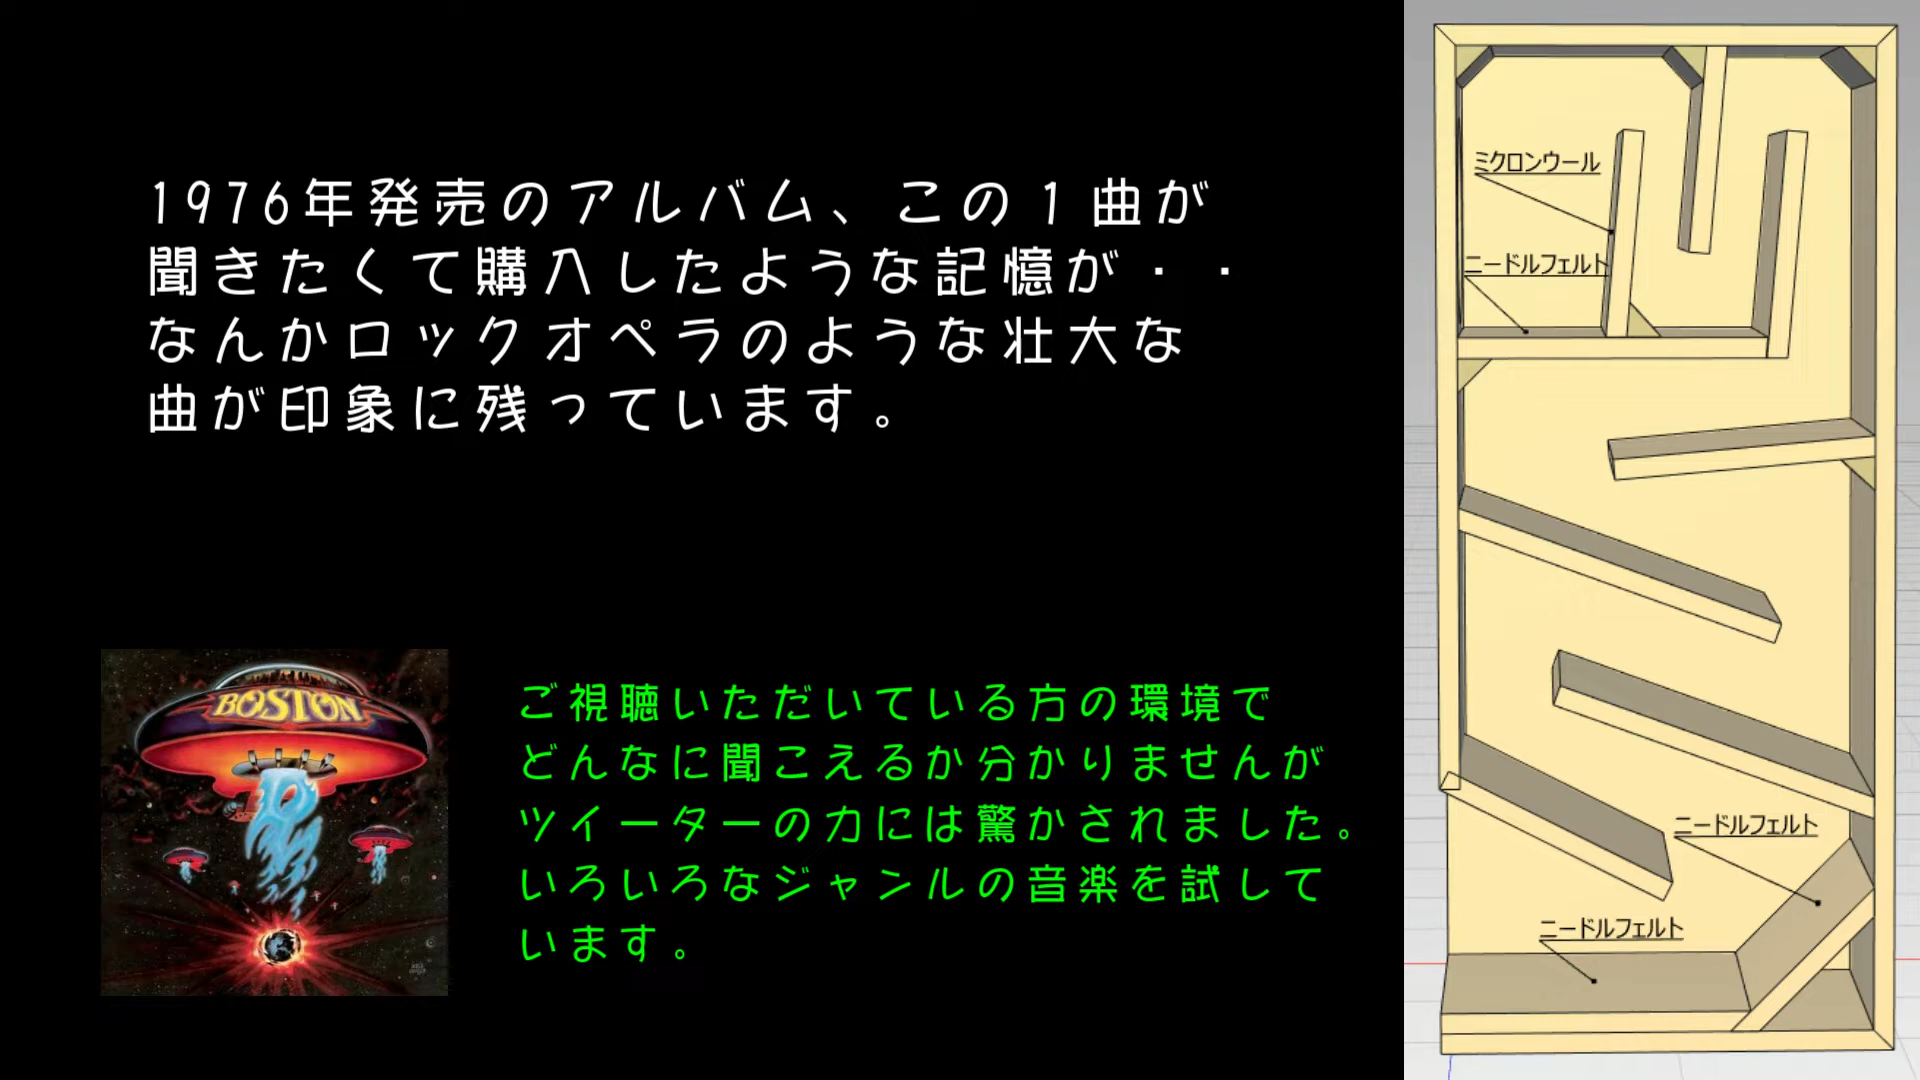 1976年発売のアルバム、この1曲が
聞きたくて購入したような記憶が・・
なんかロックオペラのような壮大な
曲が印象に残っています。
BOSTON
ご視聴いただいている方の環境で
どんなに聞こえるか分かりませんが
ツイーターの力には驚かされました。
いろいろなジャンルの音楽を試して
います。
ミクロンウール
ニードルフェルト
ニードルフェルト
ニードルフェルト